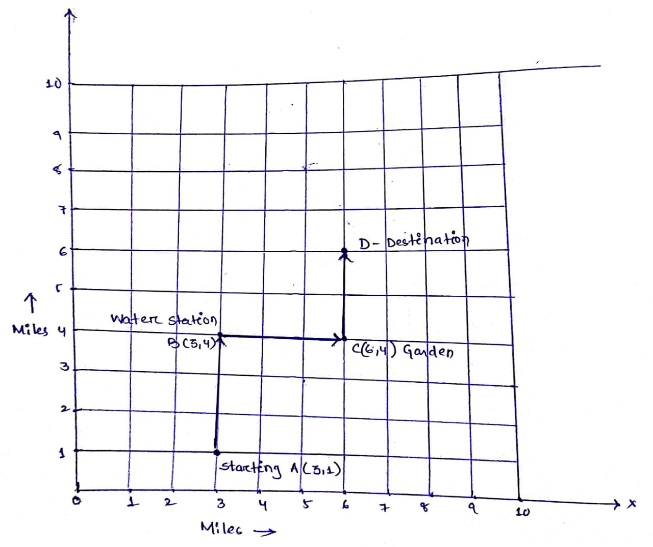 10
9
8
7
D- Destination
6
5
Water station
Miles 4
B(3,4)
C(6,4) Garden
3
2
1
Starting A(3,1)
0 1 2 3 4 5 6 7 8 9 10 x
Miles